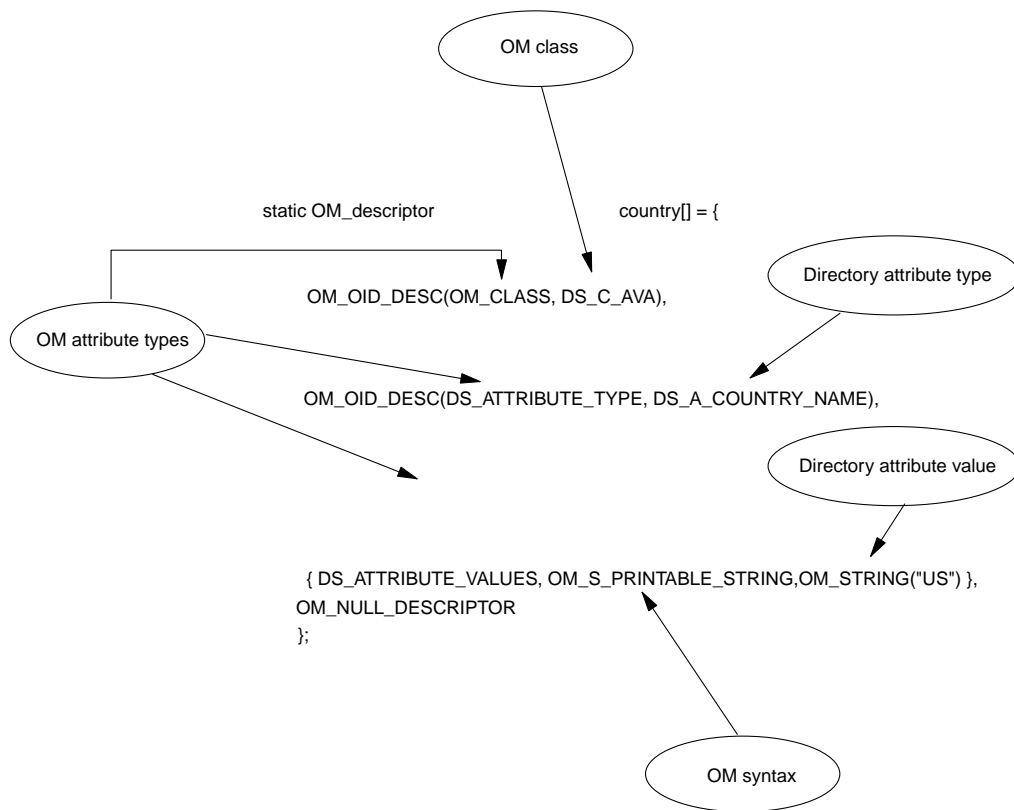 OM class
static OM_descriptor country[] = {
Directory attribute type
OM_OID_DESC(OM_CLASS, DS_C_AVA),
OM attribute types
OM_OID_DESC(DS_ATTRIBUTE_TYPE, DS_A_COUNTRY_NAME),
Directory attribute value
{ DS_ATTRIBUTE_VALUES, OM_S_PRINTABLE_STRING,OM_STRING("US") },
OM_NULL_DESCRIPTOR
};
OM syntax